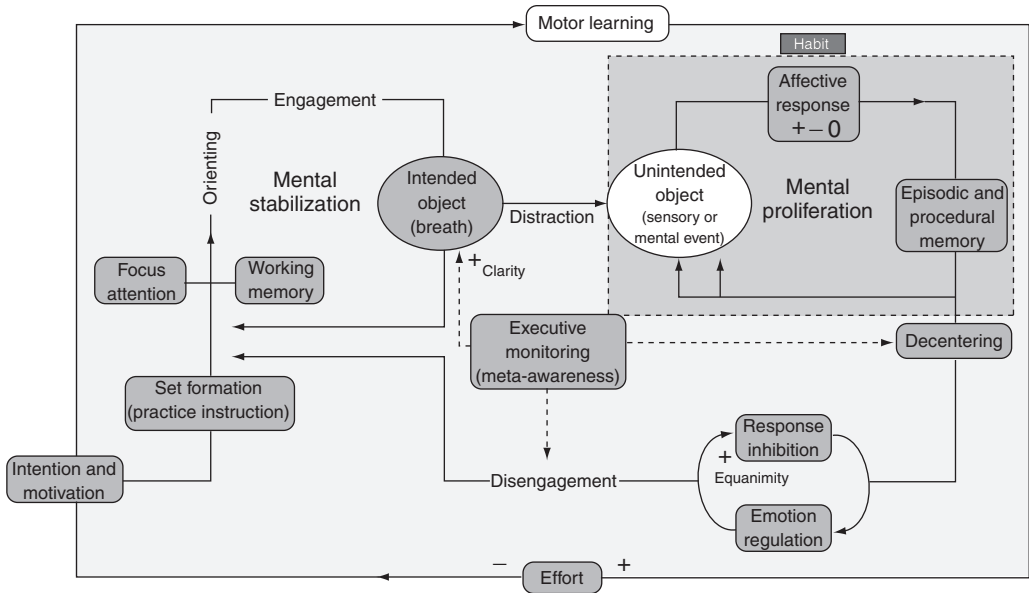 Motor learning
Habit
Engagement
Orienting
Mental
stabilization
Intended
object
(breath)
Distraction
Unintended
object
(sensory or
mental event)
Affective
response
+ – 0
Mental
proliferation
Episodic and
procedural
memory
Focus
attention
Working
memory
+ Clarity
Executive
monitoring
(meta-awareness)
Decentering
Set formation
(practice instruction)
Intention and
motivation
Disengagement
Response
inhibition
+
Equanimity
Emotion
regulation
– Effort +